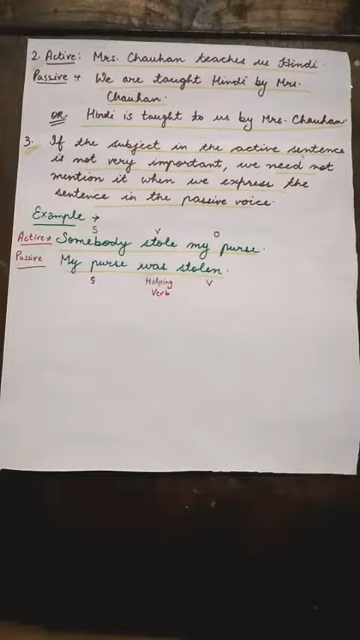 2. Active: Mrs. Chauhan teaches us Hindi.
Passive :→ We are taught Hindi by Mrs.
Chauhan.
OR Hindi is taught to us by Mrs. Chauhan.
3. If the subject in the active sentence
is not very important, we need not
mention it when we express the
sentence in the passive voice.
Example →
S V O
Active→ Somebody stole my purse.
Passive My purse was stolen.
S Helping V
Verb